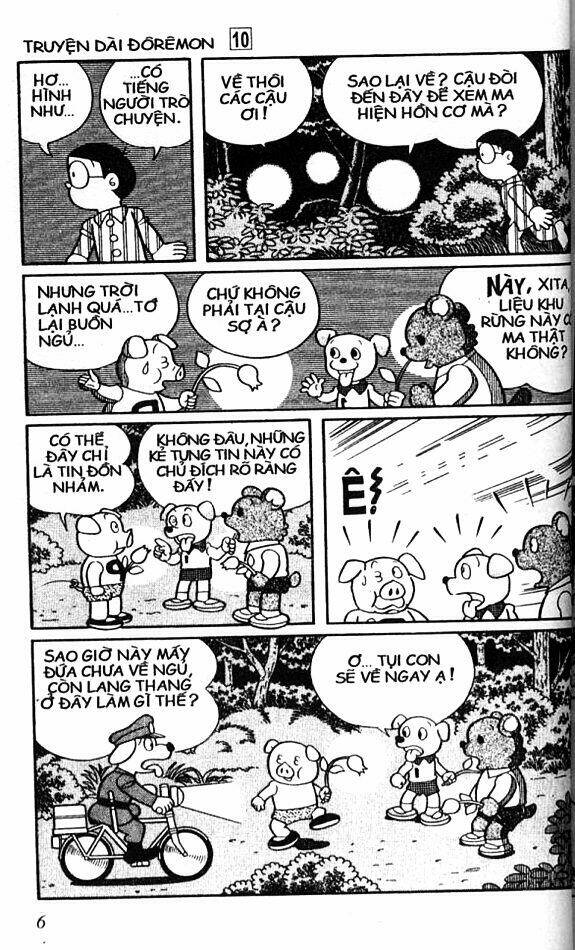 TRUYỆN DÀI ĐÔRÊMON 10
HƠ...
HÌNH
NHƯ...
...CÓ
TIẾNG
NGƯỜI TRÒ
CHUYỆN.
VỀ THÔI
CÁC CẬU
ƠI!
SAO LẠI VỀ? CẬU ĐÒI
ĐẾN ĐÂY ĐỂ XEM MA
HIỆN HỒN CƠ MÀ?
NHƯNG TRỜI
LẠNH QUÁ...TỚ
LẠI BUỒN
NGỦ...
CHỨ KHÔNG
PHẢI TẠI CẬU
SỢ À?
NÀY, XITA,
LIỆU KHU
RỪNG NÀY
MA THẬT
KHÔNG?
CÓ THỂ
ĐÂY CHỈ
LÀ TIN ĐỒN
NHẢM.
KHÔNG ĐÂU, NHỮNG
KẺ TUNG TIN NÀY CÓ
CHỦ ĐÍCH RÕ RÀNG
ĐẤY!
Ê!
SAO GIỜ NÀY MẤY
ĐỨA CHƯA VỀ NGỦ,
CÒN LANG THANG
Ở ĐÂY LÀM GÌ THẾ?
Ơ... TỤI CON
SẼ VỀ NGAY Ạ!
6